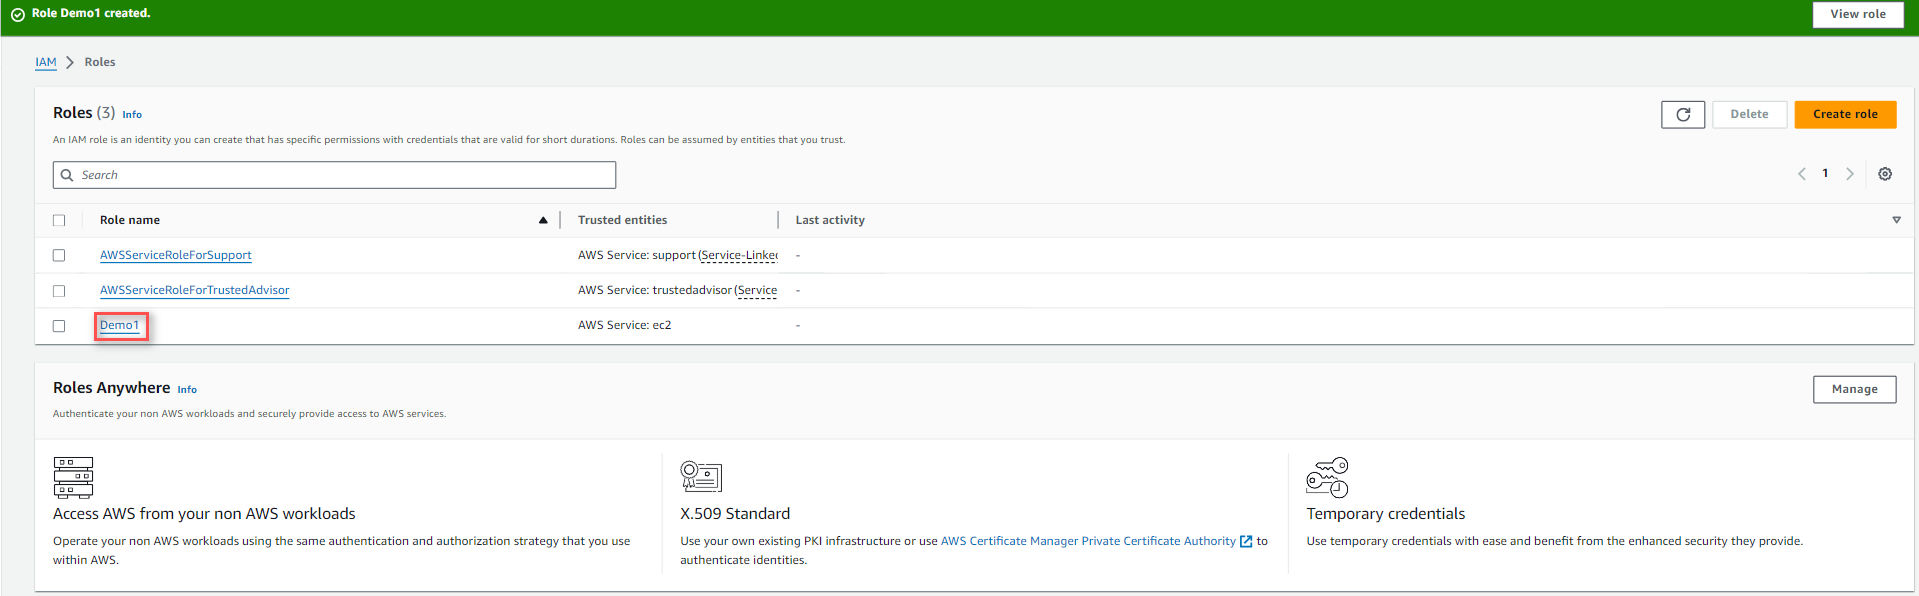 Role Demo1 created.
View role
IAM > Roles
Roles (3) Info
Delete
Create role
An IAM role is an identity you can create that has specific permissions with credentials that are valid for short durations. Roles can be assumed by entities that you trust.
Search
1
Role name
Trusted entities
Last activity
AWSServiceRoleForSupport
AWS Service: support (Service-Linked
-
AWSServiceRoleForTrustedAdvisor
AWS Service: trustedadvisor (Service
-
Demo1
AWS Service: ec2
-
Roles Anywhere Info
Manage
Authenticate your non AWS workloads and securely provide access to AWS services.
Access AWS from your non AWS workloads
Operate your non AWS workloads using the same authentication and authorization strategy that you use
within AWS.
X.509 Standard
Use your own existing PKI infrastructure or use AWS Certificate Manager Private Certificate Authority to
authenticate identities.
Temporary credentials
Use temporary credentials with ease and benefit from the enhanced security they provide.